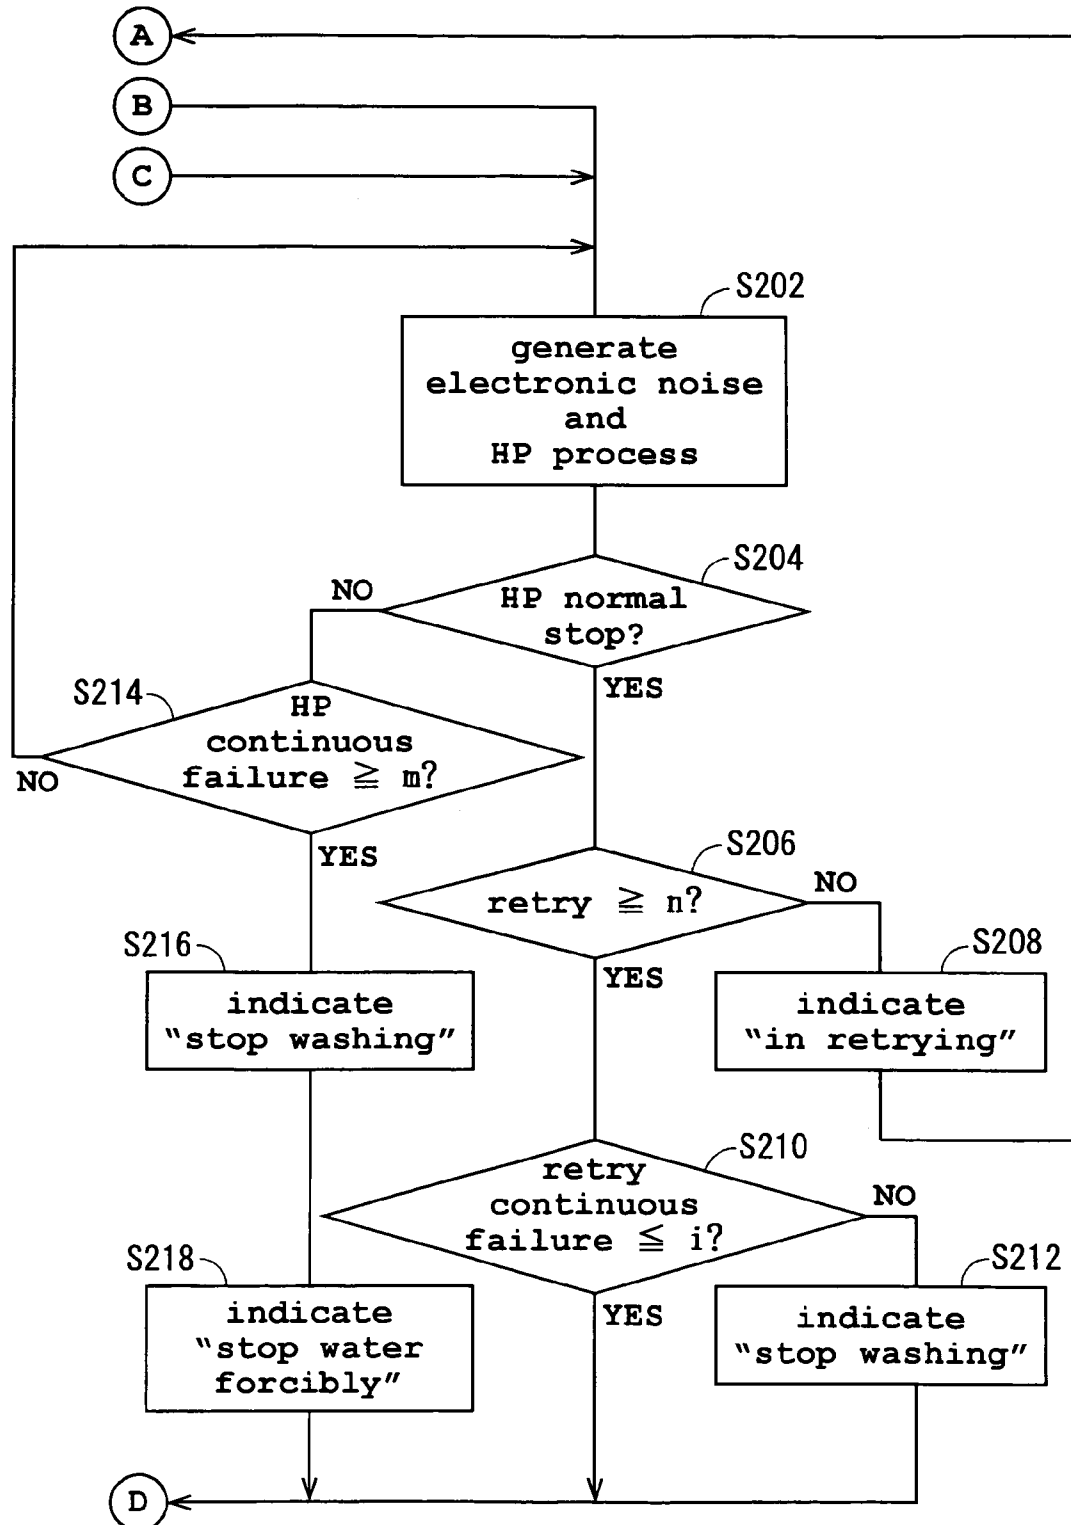 A
B
C
S202
generate
electronic noise
and
HP process
S204
NO
HP normal
stop?
YES
S214
HP
continuous
failure ≧ m?
NO
YES
S206
retry ≧ n?
NO
YES
S216
indicate
“stop washing”
S208
indicate
“in retrying”
S210
retry
continuous
failure ≦ i?
NO
YES
S218
indicate
“stop water
forcibly”
S212
indicate
“stop washing”
D